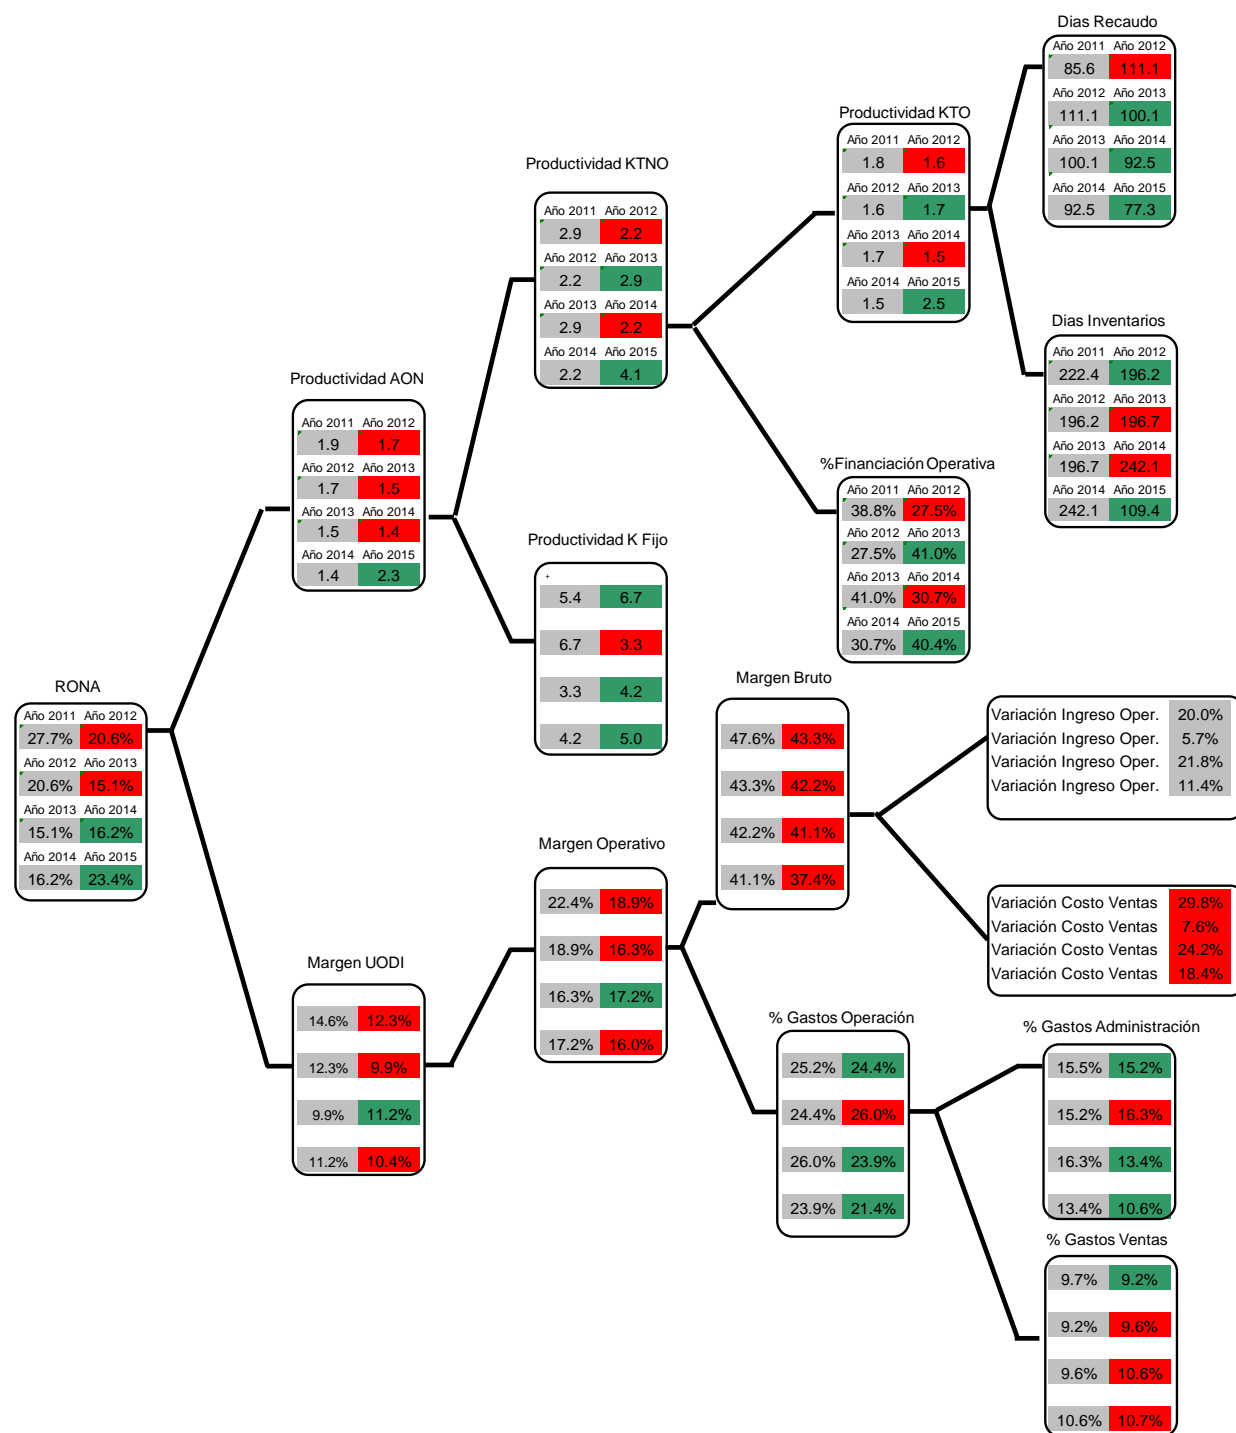 Dias Recaudo
Año 2011 Año 2012
85.6 111.1
Año 2012 Año 2013
111.1 100.1
Año 2013 Año 2014
100.1 92.5
Año 2014 Año 2015
92.5 77.3
Productividad KTO
Año 2011 Año 2012
1.8 1.6
Año 2012 Año 2013
1.6 1.7
Año 2013 Año 2014
1.7 1.5
Año 2014 Año 2015
1.5 2.5
Productividad KTNO
Año 2011 Año 2012
2.9 2.2
Año 2012 Año 2013
2.2 2.9
Año 2013 Año 2014
2.9 2.2
Año 2014 Año 2015
2.2 4.1
Dias Inventarios
Año 2011 Año 2012
222.4 196.2
Año 2012 Año 2013
196.2 196.7
Año 2013 Año 2014
196.7 242.1
Año 2014 Año 2015
242.1 109.4
Productividad AON
Año 2011 Año 2012
1.9 1.7
Año 2012 Año 2013
1.7 1.5
Año 2013 Año 2014
1.5 1.4
Año 2014 Año 2015
1.4 2.3
%Financiación Operativa
Año 2011 Año 2012
38.8% 27.5%
Año 2012 Año 2013
27.5% 41.0%
Año 2013 Año 2014
41.0% 30.7%
Año 2014 Año 2015
30.7% 40.4%
Productividad K Fijo
+
5.4 6.7
6.7 3.3
3.3 4.2
4.2 5.0
RONA
Año 2011 Año 2012
27.7% 20.6%
Año 2012 Año 2013
20.6% 15.1%
Año 2013 Año 2014
15.1% 16.2%
Año 2014 Año 2015
16.2% 23.4%
Margen Bruto
47.6% 43.3%
43.3% 42.2%
42.2% 41.1%
41.1% 37.4%
Variación Ingreso Oper. 20.0%
Variación Ingreso Oper. 5.7%
Variación Ingreso Oper. 21.8%
Variación Ingreso Oper. 11.4%
Margen Operativo
22.4% 18.9%
18.9% 16.3%
16.3% 17.2%
17.2% 16.0%
Variación Costo Ventas 29.8%
Variación Costo Ventas 7.6%
Variación Costo Ventas 24.2%
Variación Costo Ventas 18.4%
Margen UODI
14.6% 12.3%
12.3% 9.9%
9.9% 11.2%
11.2% 10.4%
% Gastos Operación
25.2% 24.4%
24.4% 26.0%
26.0% 23.9%
23.9% 21.4%
% Gastos Administración
15.5% 15.2%
15.2% 16.3%
16.3% 13.4%
13.4% 10.6%
% Gastos Ventas
9.7% 9.2%
9.2% 9.6%
9.6% 10.6%
10.6% 10.7%